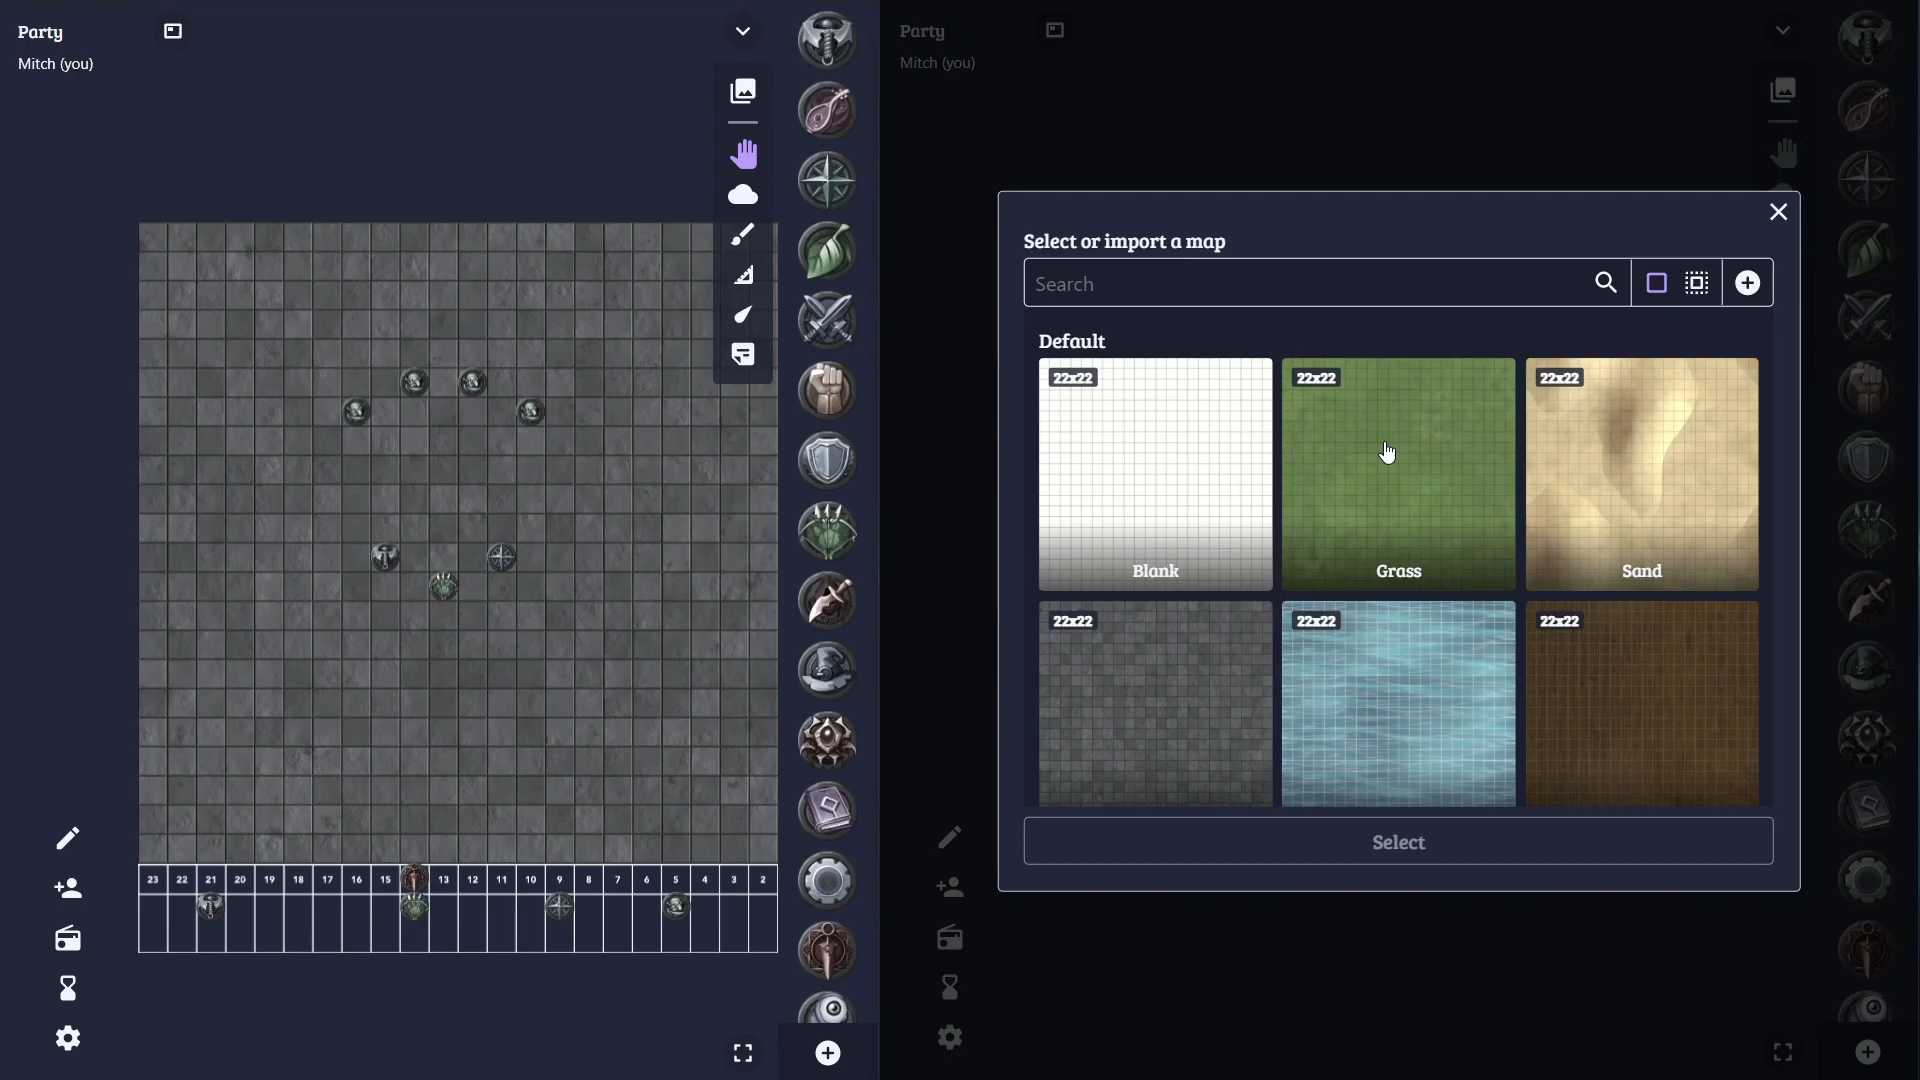 Party
Mitch (you)
23 22 21 20 19 18 17 16 15 13 12 11 10 9 8 7 6 5 4 3 2
Party
Mitch (you)
Select or import a map
Search
Default
22x22
22x22
22x22
Blank
Grass
Sand
22x22
22x22
22x22
Select